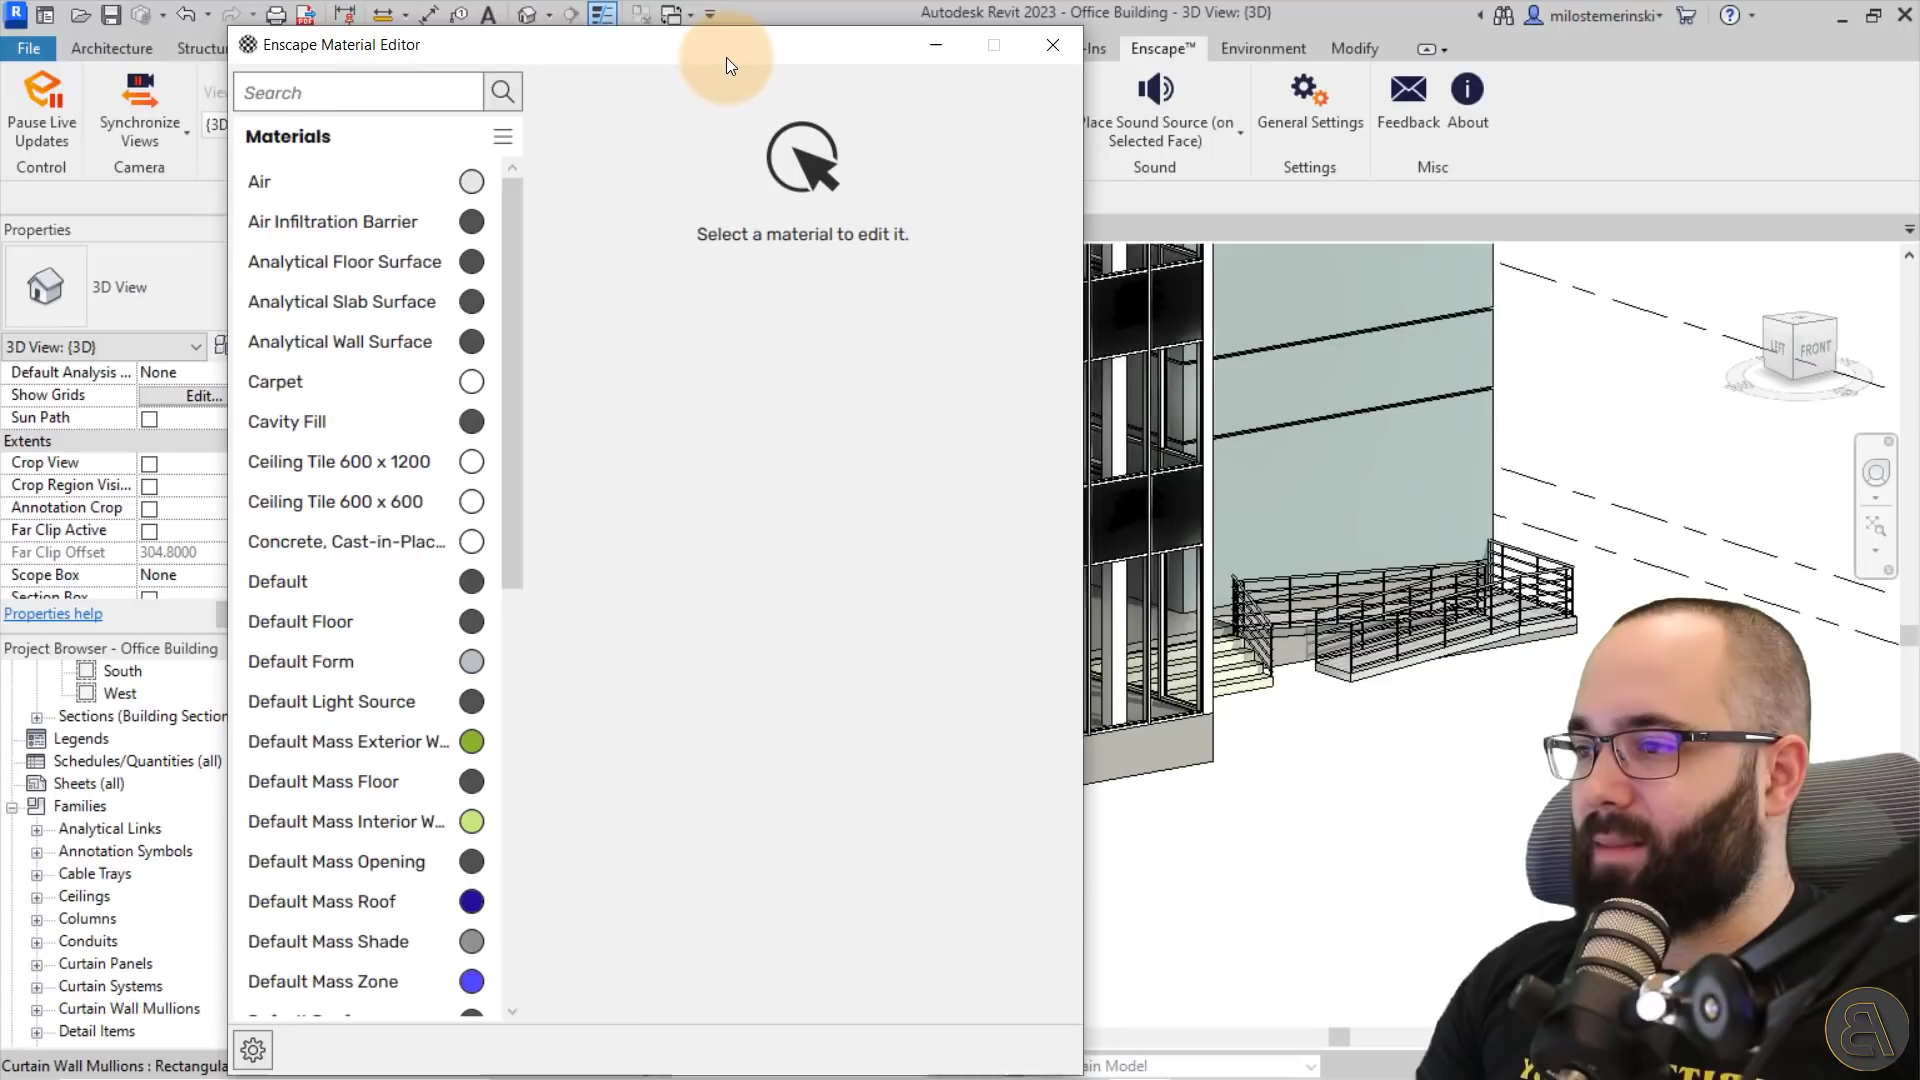 Autodesk Revit 2023 - Office Building - 3D View: {3D}
milostemerinski
File
Architecture
Structu
-Ins
Enscape™
Environment
Modify
Pause Live
Updates
Control
Synchronize
Views
Camera
{3D
lace Sound Source (on
Selected Face)
Sound
General Settings
Settings
Feedback
About
Misc
Enscape Material Editor
Search
Materials
Air
Air Infiltration Barrier
Analytical Floor Surface
Analytical Slab Surface
Analytical Wall Surface
Carpet
Cavity Fill
Ceiling Tile 600 x 1200
Ceiling Tile 600 x 600
Concrete, Cast-in-Plac...
Default
Default Floor
Default Form
Default Light Source
Default Mass Exterior W...
Default Mass Floor
Default Mass Interior W...
Default Mass Opening
Default Mass Roof
Default Mass Shade
Default Mass Zone
Select a material to edit it.
Properties
3D View
3D View: {3D}
Default Analysis ... None
Show Grids Edit...
Sun Path
Extents
Crop View
Crop Region Visi...
Annotation Crop
Far Clip Active
Far Clip Offset 304.8000
Scope Box None
Section Box
Properties help
Project Browser - Office Building
South
West
Sections (Building Section
Legends
Schedules/Quantities (all)
Sheets (all)
Families
Analytical Links
Annotation Symbols
Cable Trays
Ceilings
Columns
Conduits
Curtain Panels
Curtain Systems
Curtain Wall Mullions
Detail Items
Curtain Wall Mullions : Rectangula
ain Model
LEFT
FRONT